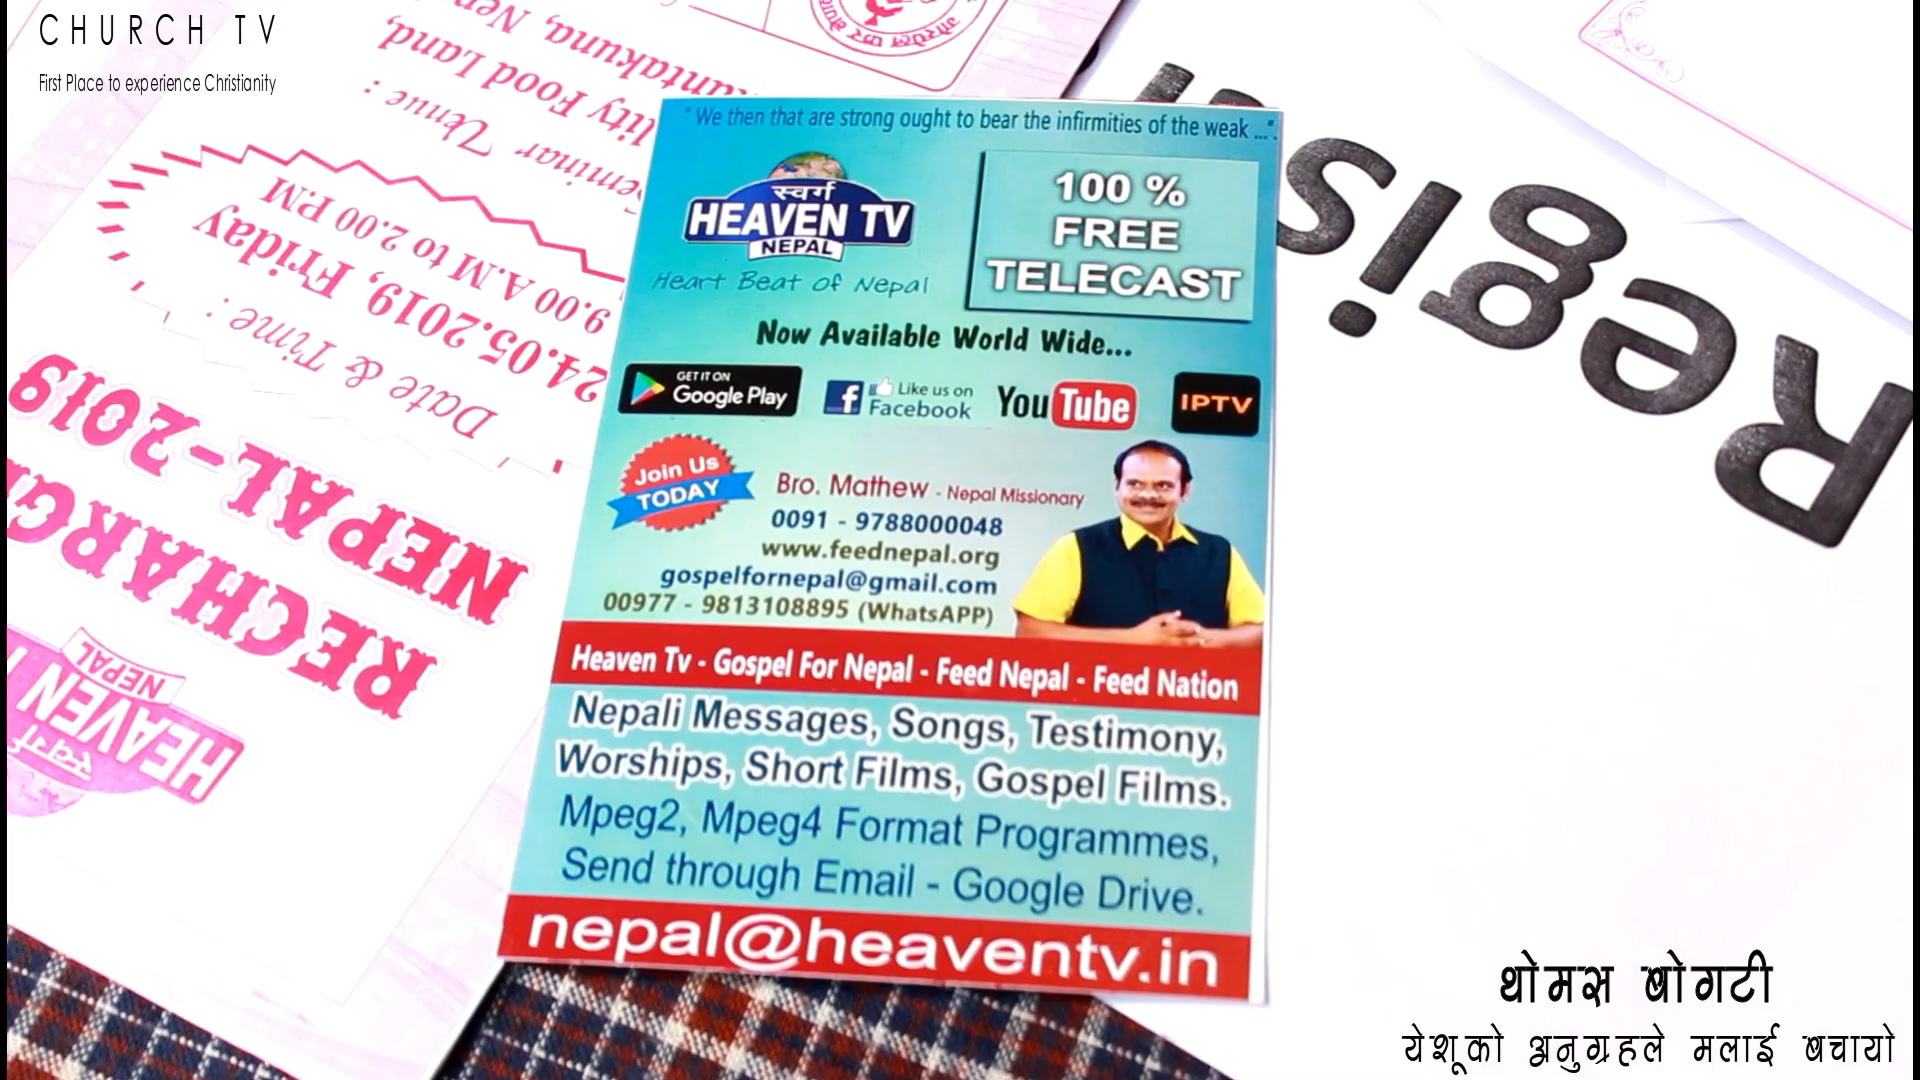 CHURCH TV
First Place to experience Christianity
" We then that are strong ought to bear the infirmities of the weak ...".
स्वर्ग
HEAVEN TV
NEPAL
Heart Beat of Nepal
100 %
FREE
TELECAST
Now Available World Wide...
GET IT ON
Google Play
Like us on
Facebook
YouTube
IPTV
Join Us
TODAY
Bro. Mathew - Nepal Missionary
0091 - 9788000048
www.feednepal.org
gospelfornepal@gmail.com
00977 - 9813108895 (WhatsAPP)
Heaven Tv - Gospel For Nepal - Feed Nepal - Feed Nation
Nepali Messages, Songs, Testimony,
Worships, Short Films, Gospel Films.
Mpeg2, Mpeg4 Format Programmes,
Send through Email - Google Drive.
nepal@heaventv.in
HEAVEN
NEPAL
स्वर्ग
NEPAL-2019
Date & Time :
24.05.2019, Friday
9.00 A.M to 2.00 P.M
Venue :
Food Land,
थोमस बोगटी
येशूको अनुग्रहले मलाई बचायो